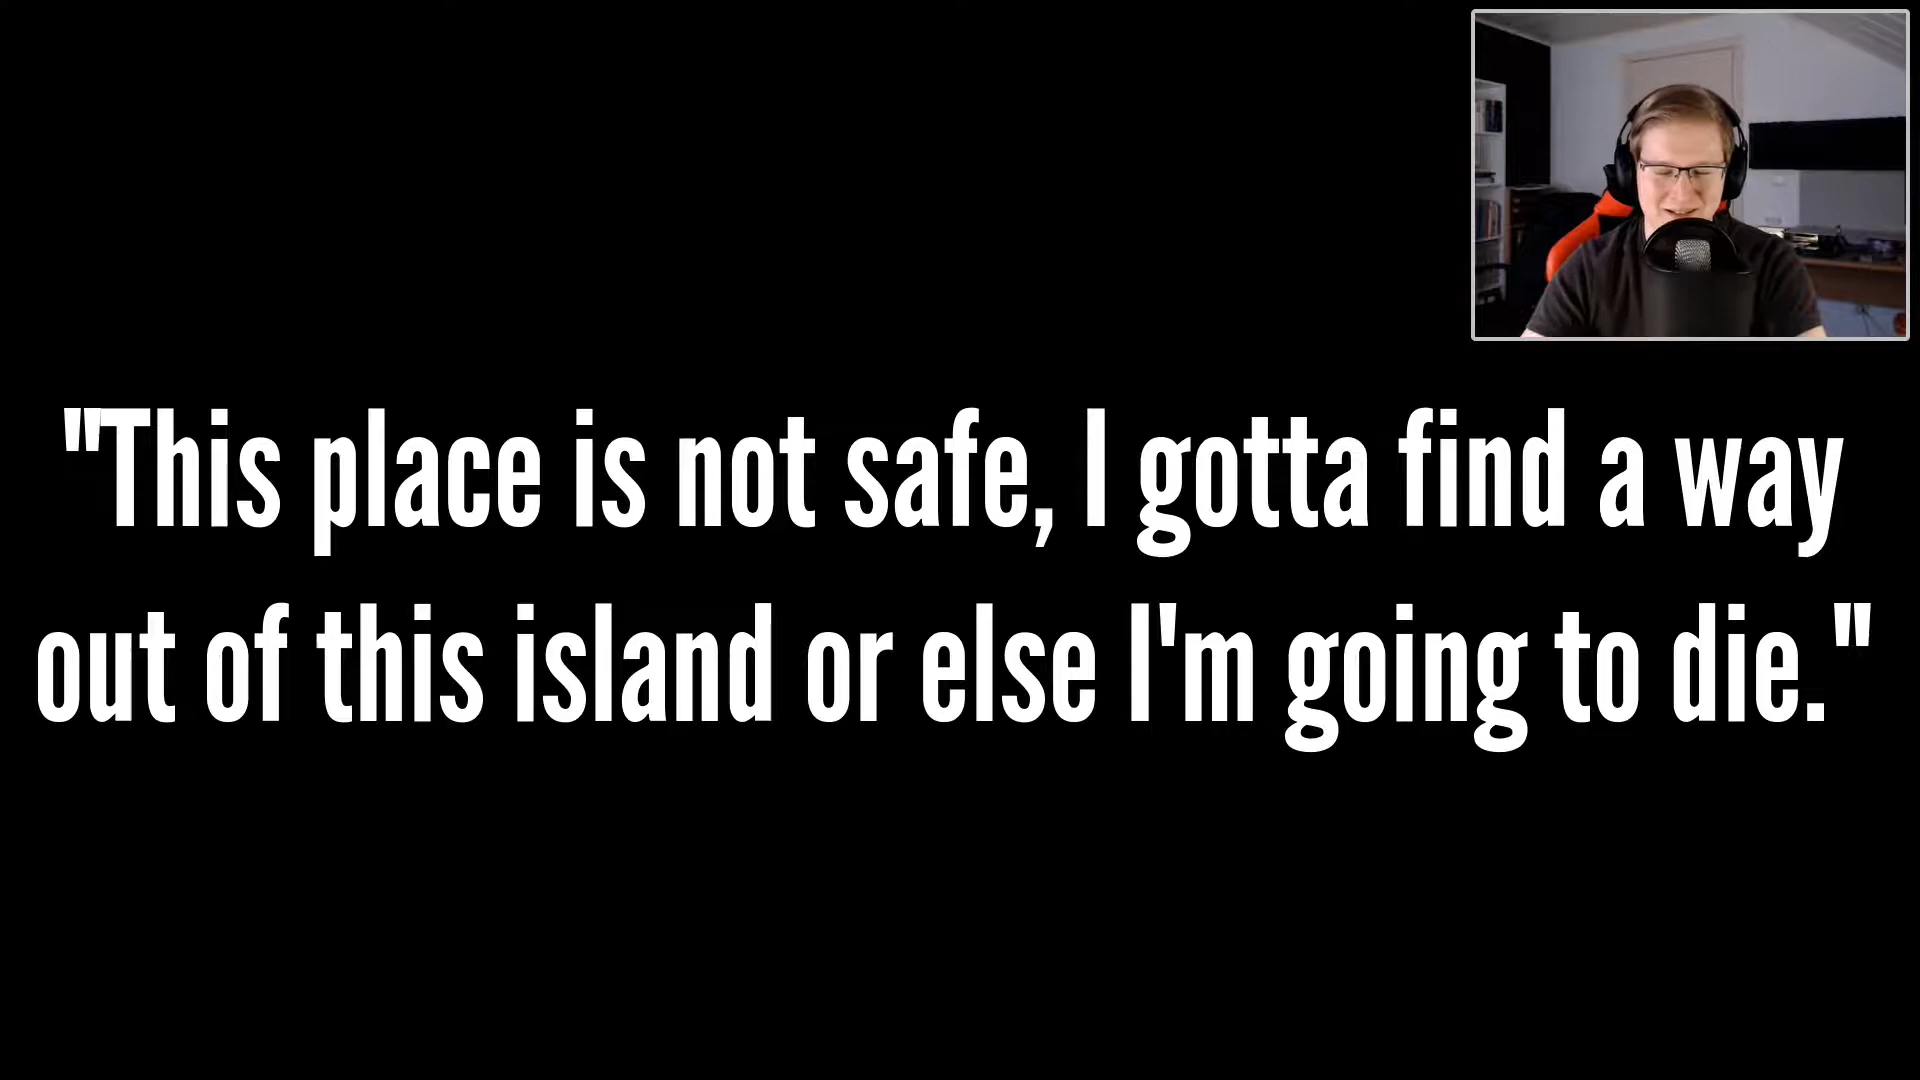 "This place is not safe, I gotta find a way
out of this island or else I'm going to die."